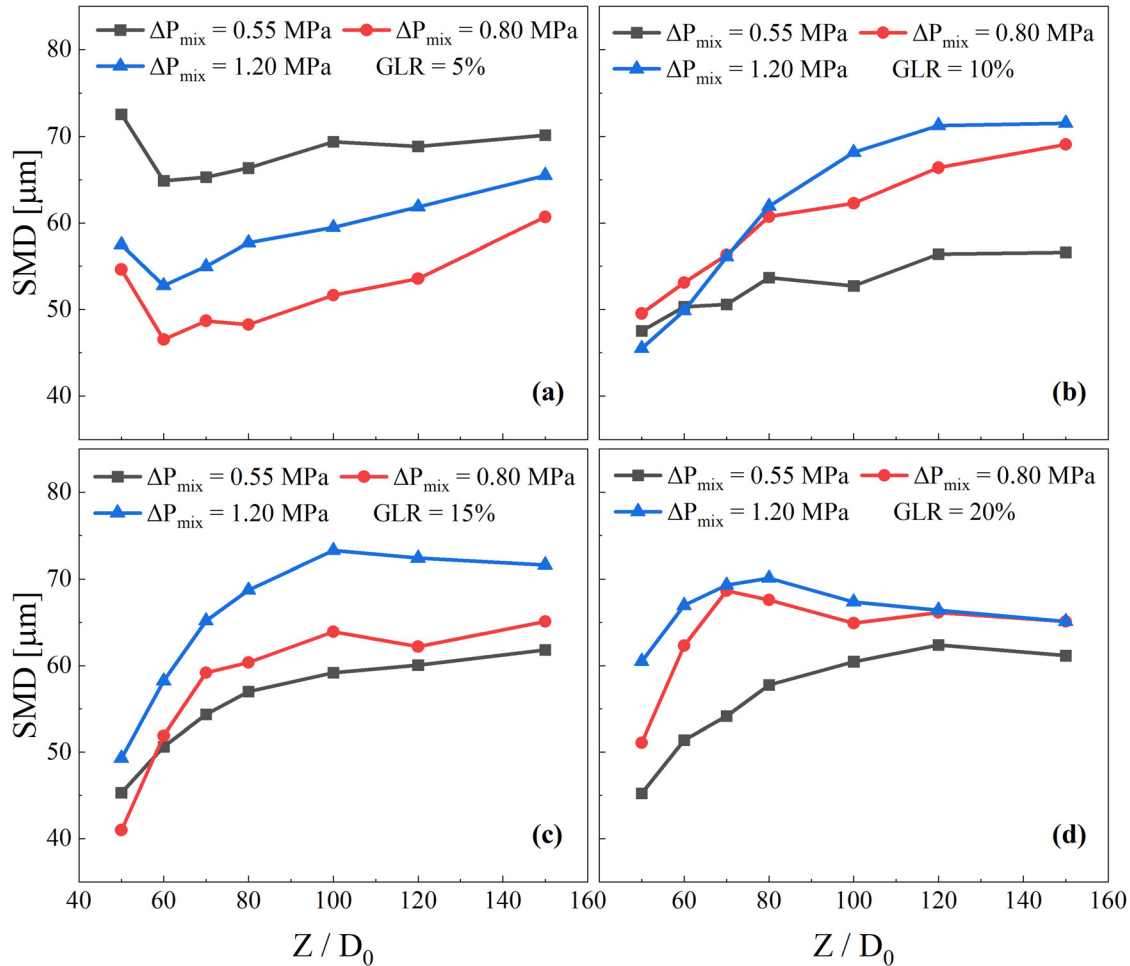 ΔPmix = 0.55 MPa ΔPmix = 0.80 MPa
ΔPmix = 1.20 MPa GLR = 5%
80
70
60
50
40
SMD [μm]
(a)
ΔPmix = 0.55 MPa ΔPmix = 0.80 MPa
ΔPmix = 1.20 MPa GLR = 10%
(b)
ΔPmix = 0.55 MPa ΔPmix = 0.80 MPa
ΔPmix = 1.20 MPa GLR = 15%
80
70
60
50
40
SMD [μm]
(c)
40 60 80 100 120 140 160
Z / D0
ΔPmix = 0.55 MPa ΔPmix = 0.80 MPa
ΔPmix = 1.20 MPa GLR = 20%
(d)
60 80 100 120 140 160
Z / D0